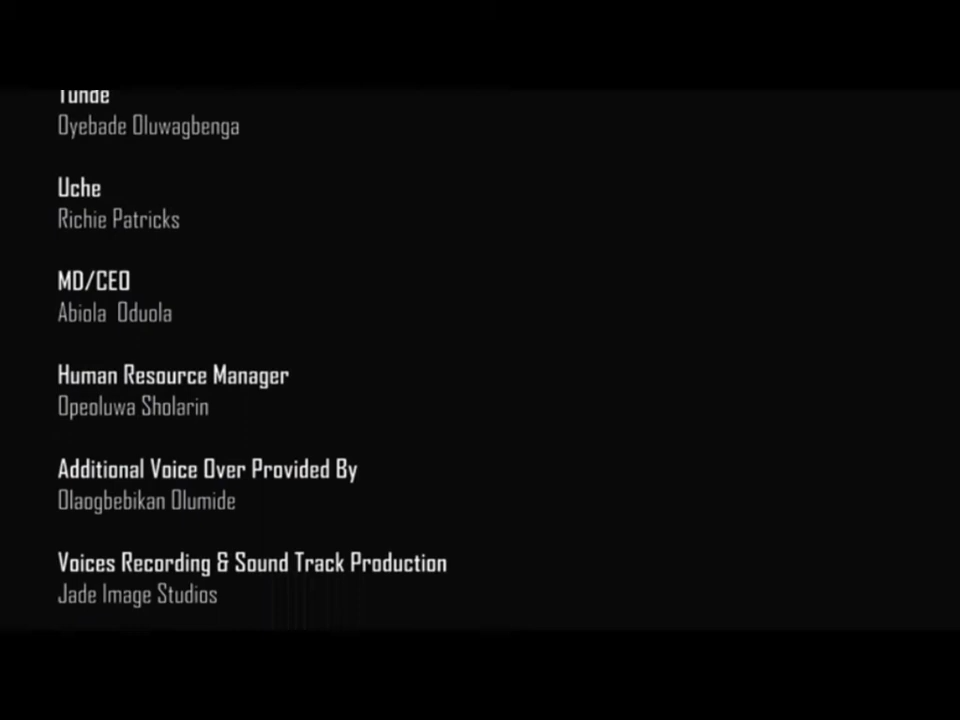 Tunde
Oyebade Oluwagbenga
Uche
Richie Patricks
MD/CEO
Abiola Oduola
Human Resource Manager
Opeoluwa Sholarin
Additional Voice Over Provided By
Olaogbebikan Olumide
Voices Recording & Sound Track Production
Jade Image Studios